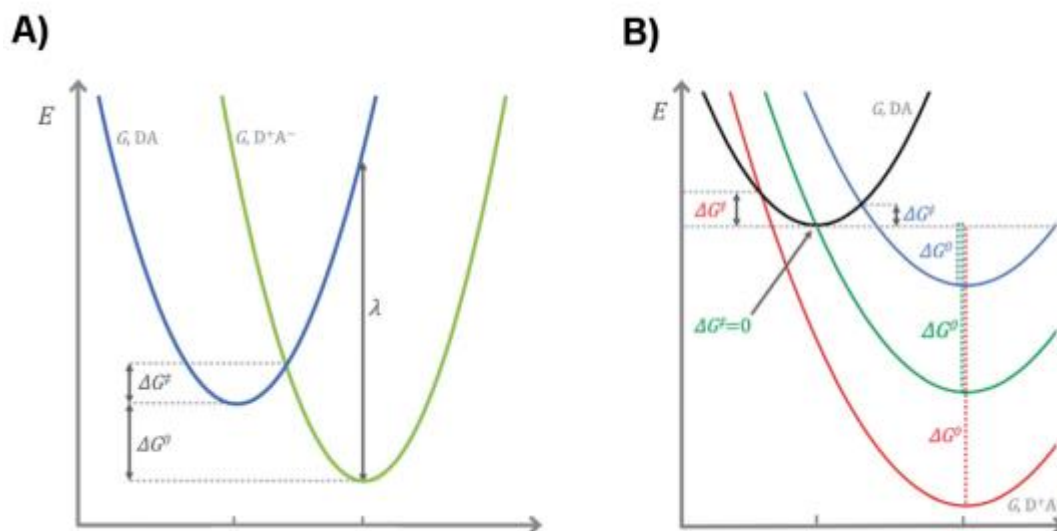 A)
E
G, DA
G, D⁺A⁻
λ
ΔG‡
ΔG⁰
B)
E
G, DA
ΔG‡
ΔG‡
ΔG⁰
ΔG‡=0
ΔG⁰
ΔG⁰
G, D⁺A